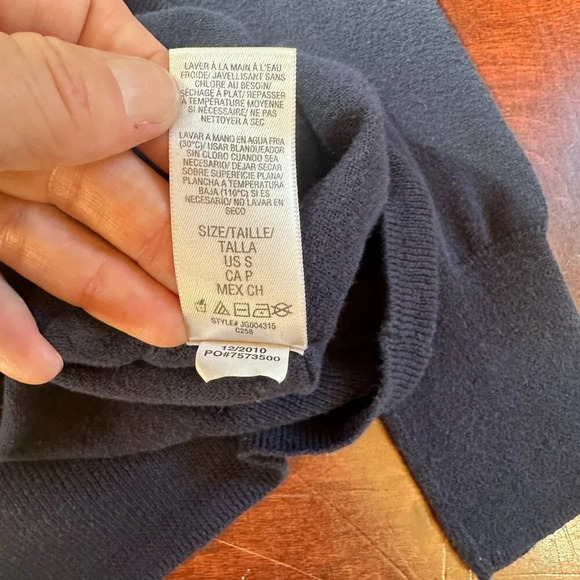 LAVER À LA MAIN À L'EAU
FROIDE/ JAVELLISANT SANS
CHLORE AU BESOIN/
SÉCHAGE À PLAT/ REPASSER
À TEMPÉRATURE MOYENNE
SI NÉCESSAIRE/ NE PAS
NETTOYER À SEC
LAVAR A MANO EN AGUA FRIA
(30°C)/ USAR BLANQUEADOR
SIN CLORO CUANDO SEA
NECESARIO/ DEJAR SECAR
SOBRE SUPERFICIE PLANA/
PLANCHA A TEMPERATURA
BAJA (110°C) SI ES
NECESARIO/ NO LAVAR EN
SECO
SIZE/TAILLE/
TALLA
US S
CA P
MEX CH
STYLE# JG004315
C258
12/2010
PO#7573500